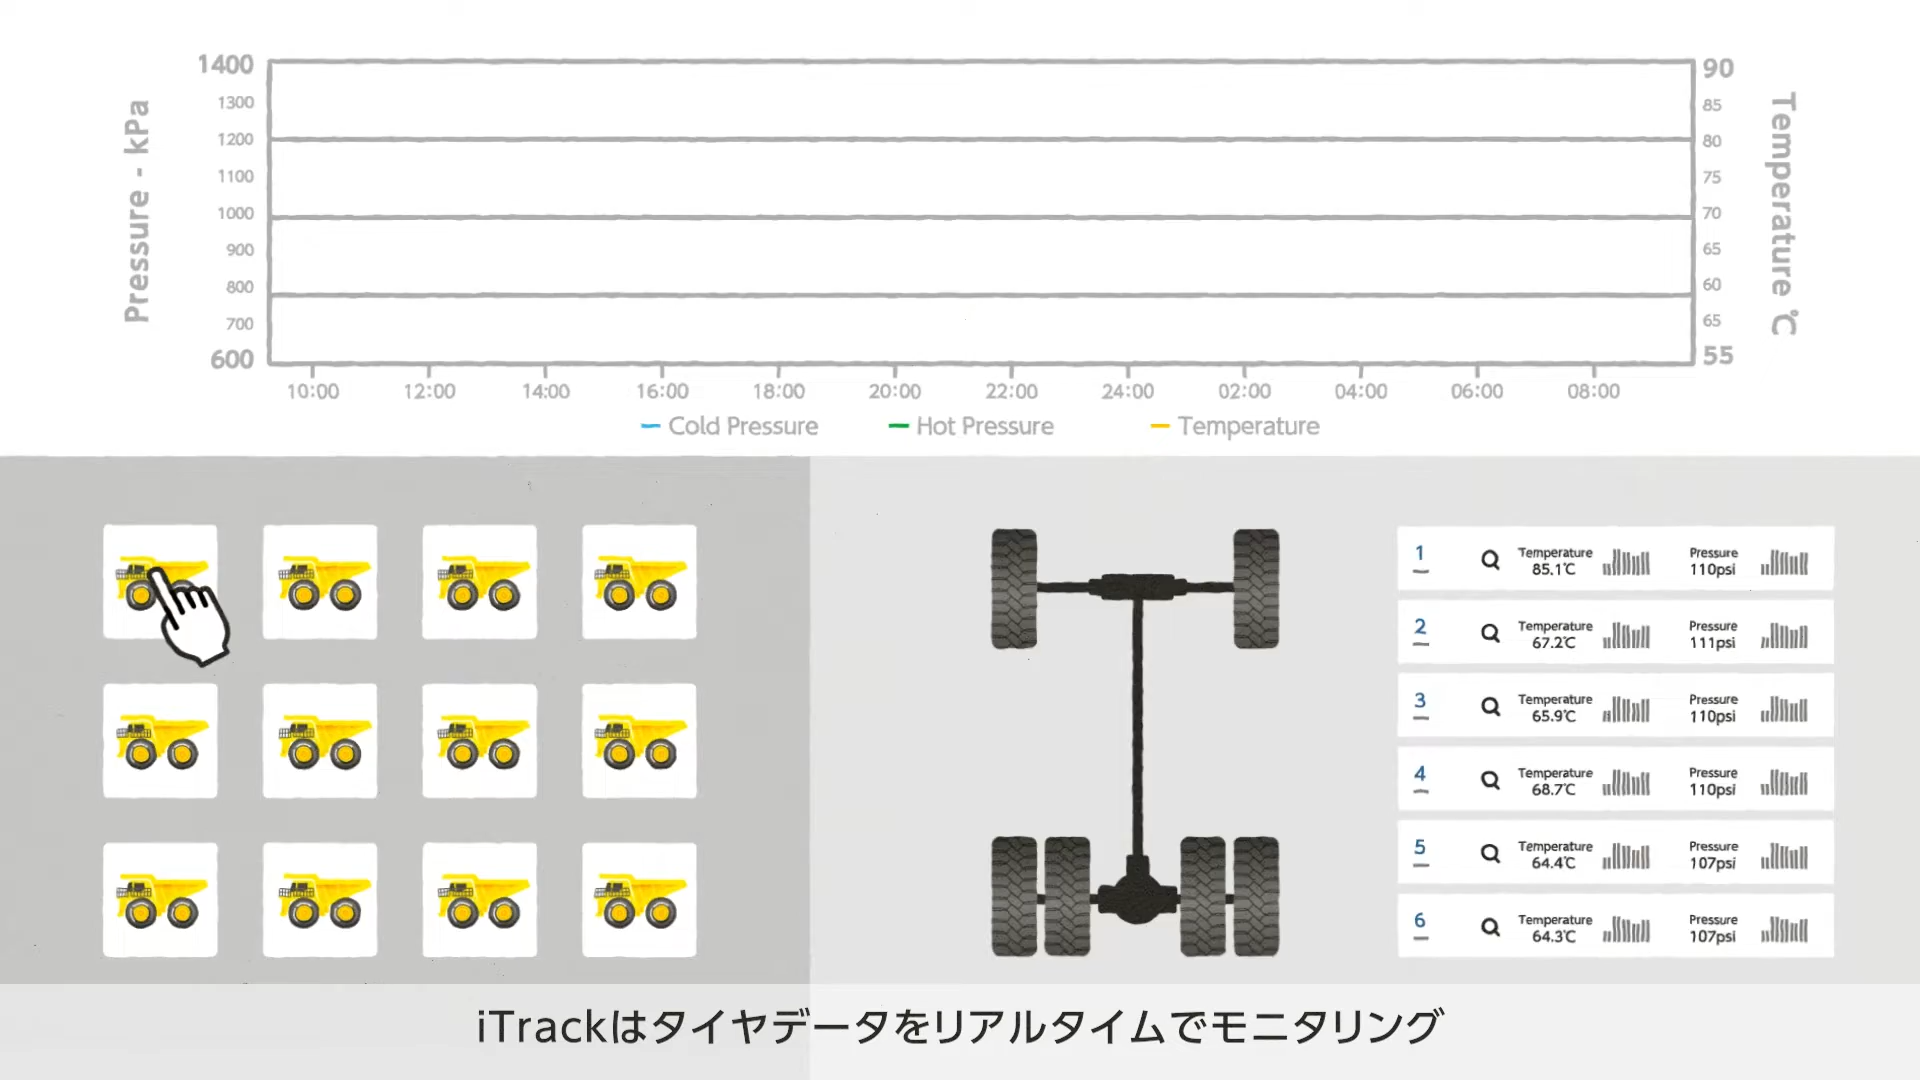 Pressure - kPa
1400
1300
1200
1100
1000
900
800
700
600
90
85
80
75
70
65
60
65
55
Temperature ℃
10:00 12:00 14:00 16:00 18:00 20:00 22:00 24:00 02:00 04:00 06:00 08:00
Cold Pressure Hot Pressure Temperature
1 Temperature Pressure
85.1℃ 110psi
2 Temperature Pressure
67.2℃ 111psi
3 Temperature Pressure
65.9℃ 110psi
4 Temperature Pressure
68.7℃ 110psi
5 Temperature Pressure
64.4℃ 107psi
6 Temperature Pressure
64.3℃ 107psi
iTrackはタイヤデータをリアルタイムでモニタリング